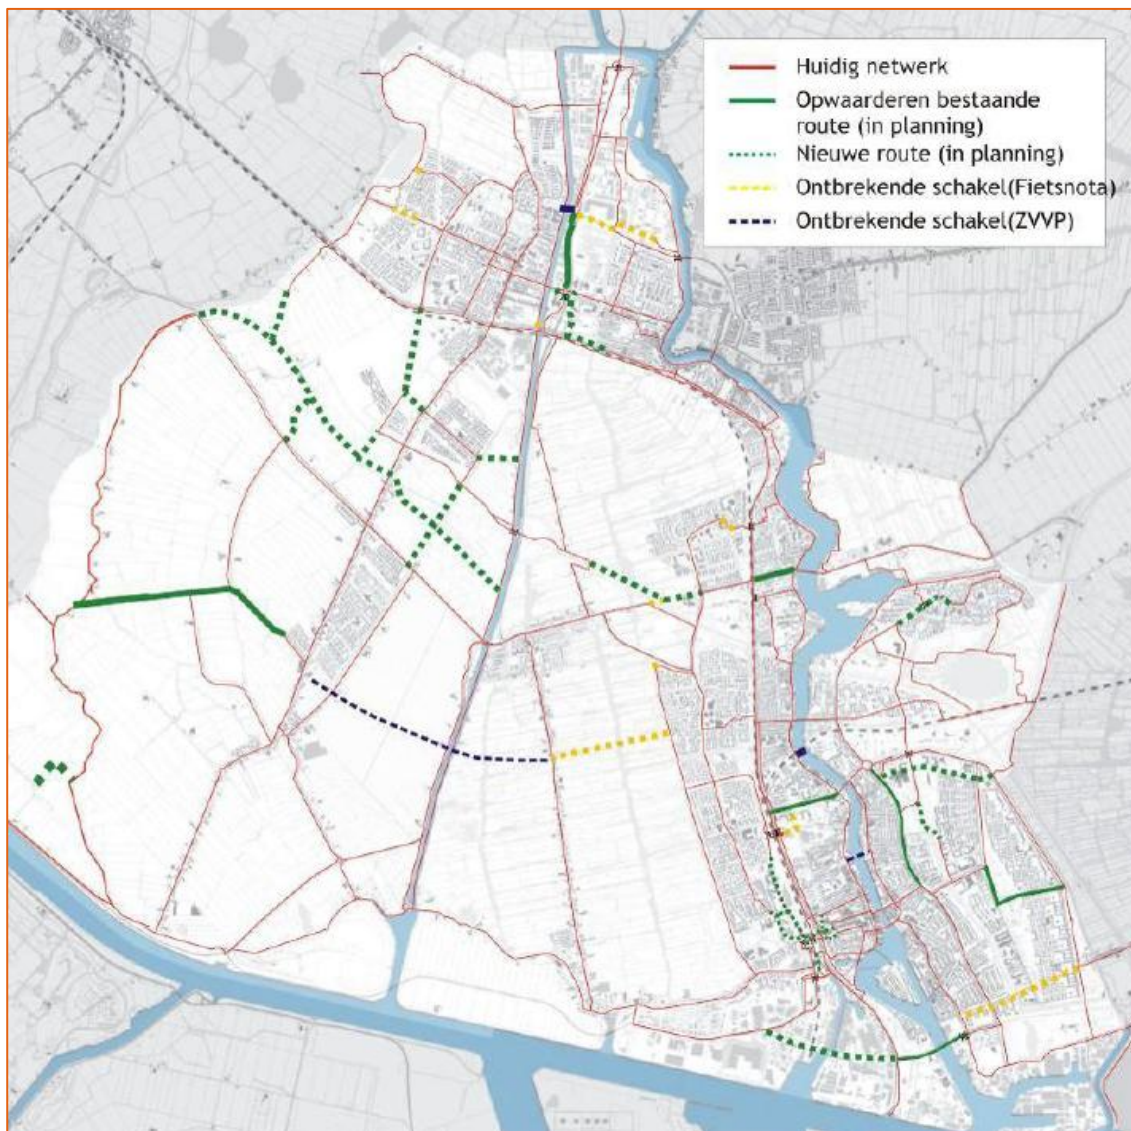 Huidig netwerk
Opwaarderen bestaande
route (in planning)
Nieuwe route (in planning)
Ontbrekende schakel(Fietsnota)
Ontbrekende schakel(ZVVP)